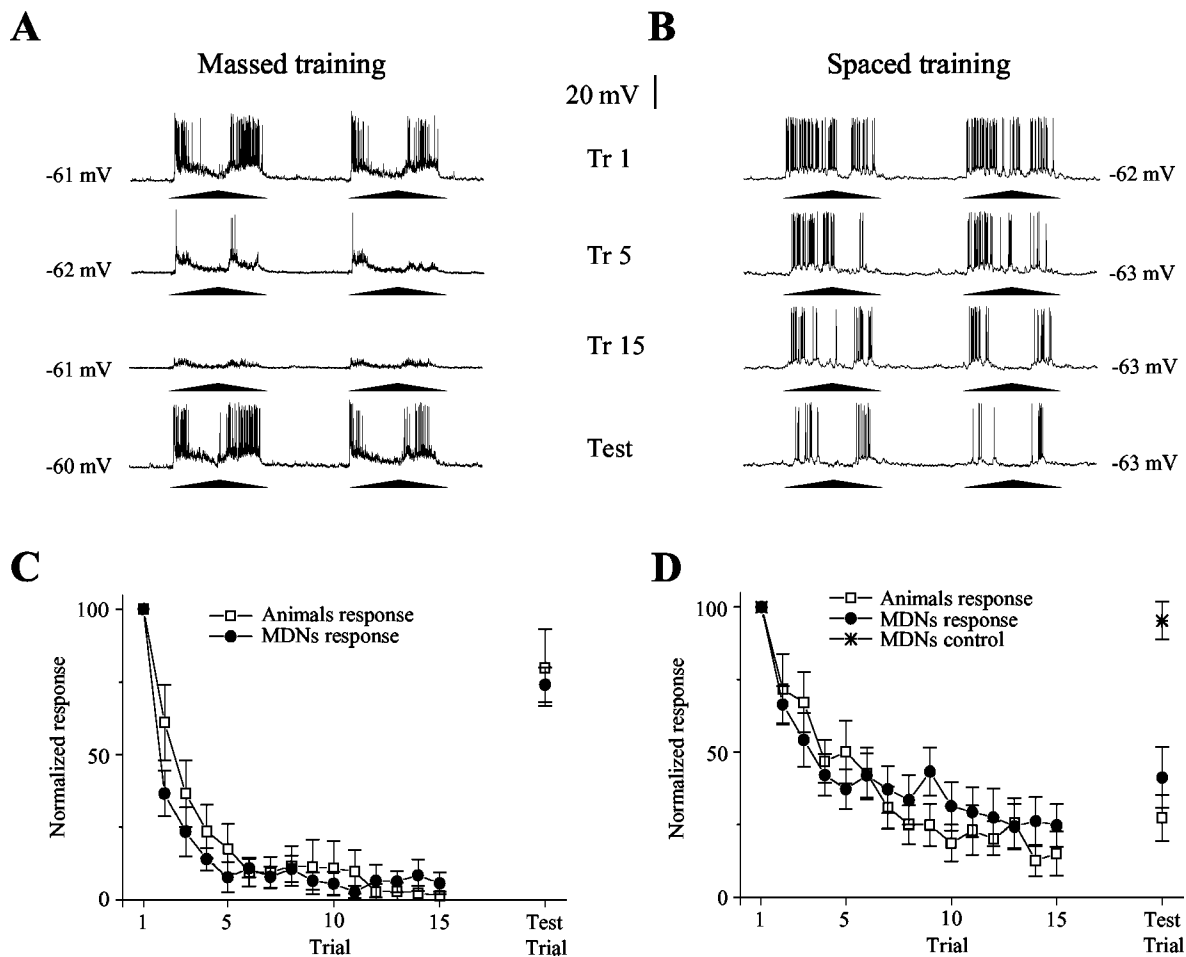 A
B
Massed training
Spaced training
20 mV
-61 mV
Tr 1
-62 mV
-62 mV
Tr 5
-63 mV
-61 mV
Tr 15
-63 mV
-60 mV
Test
-63 mV
C
Animals response
MDNs response
Normalized response
100
50
0
1
5
10
15
Test
Trial
Trial
D
Animals response
MDNs response
MDNs control
Normalized response
100
50
0
1
5
10
15
Test
Trial
Trial